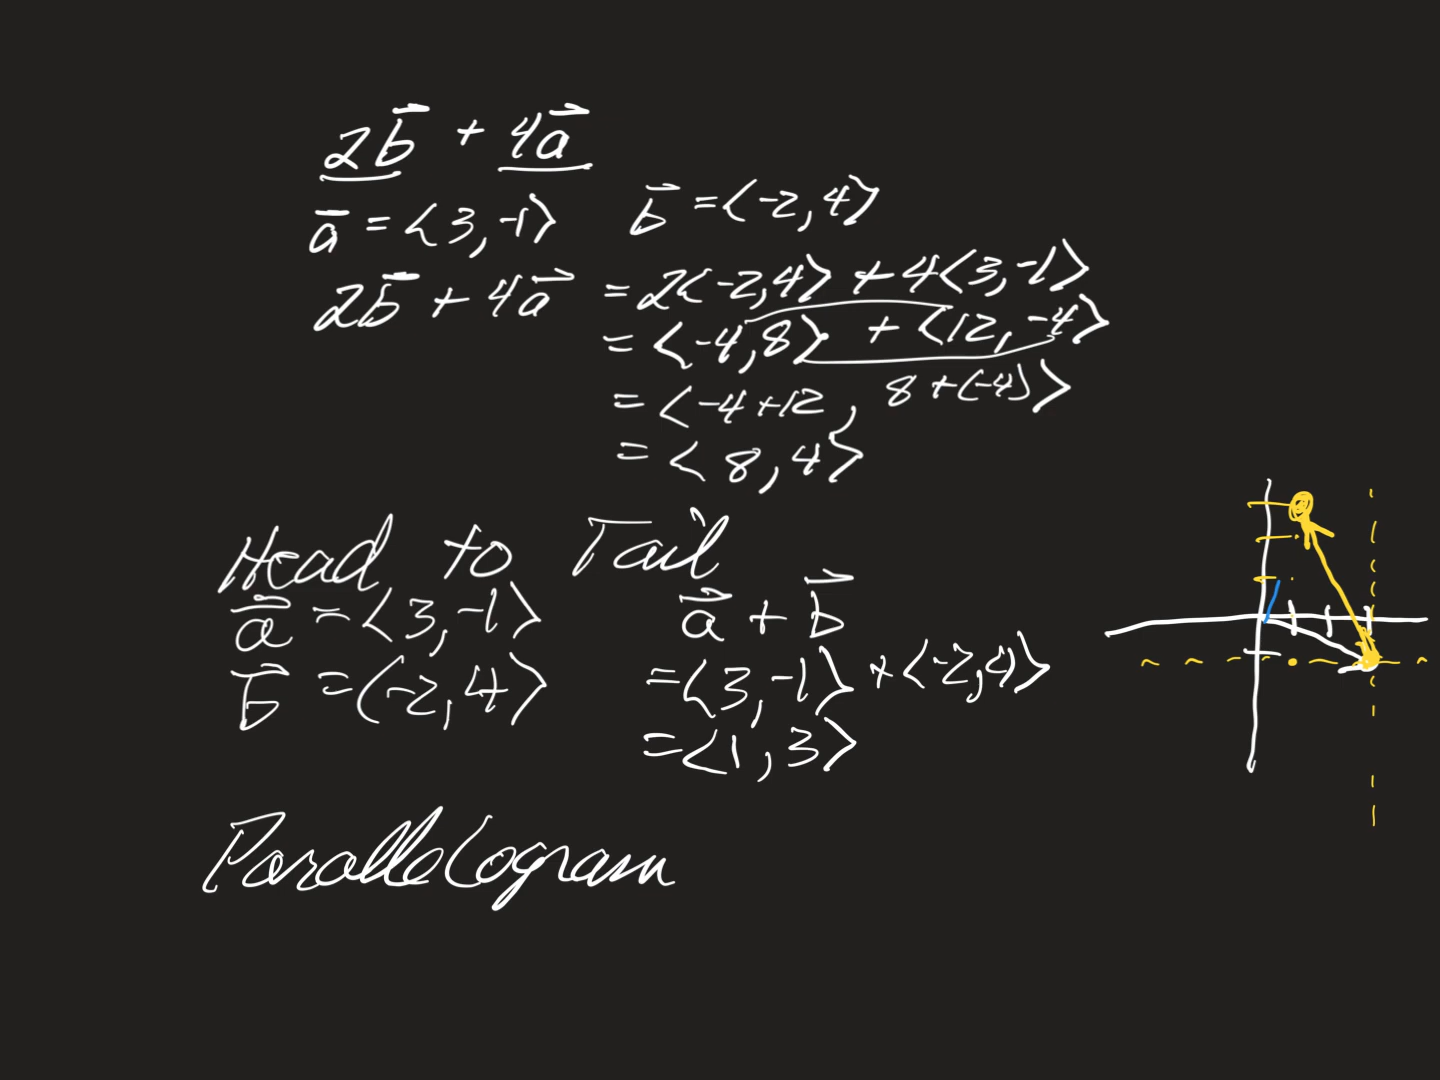 2b⃗ + 4a⃗
a⃗ = ⟨3, -1⟩ b⃗ = ⟨-2, 4⟩
2b⃗ + 4a⃗ = 2⟨-2, 4⟩ + 4⟨3, -1⟩
= ⟨-4, 8⟩ + ⟨12, -4⟩
= ⟨-4+12, 8+(-4)⟩
= ⟨8, 4⟩
Head to Tail
a⃗ = ⟨3, -1⟩ a⃗ + b⃗
b⃗ = ⟨-2, 4⟩ = ⟨3, -1⟩ + ⟨-2, 4⟩
= ⟨1, 3⟩
Parallelogram